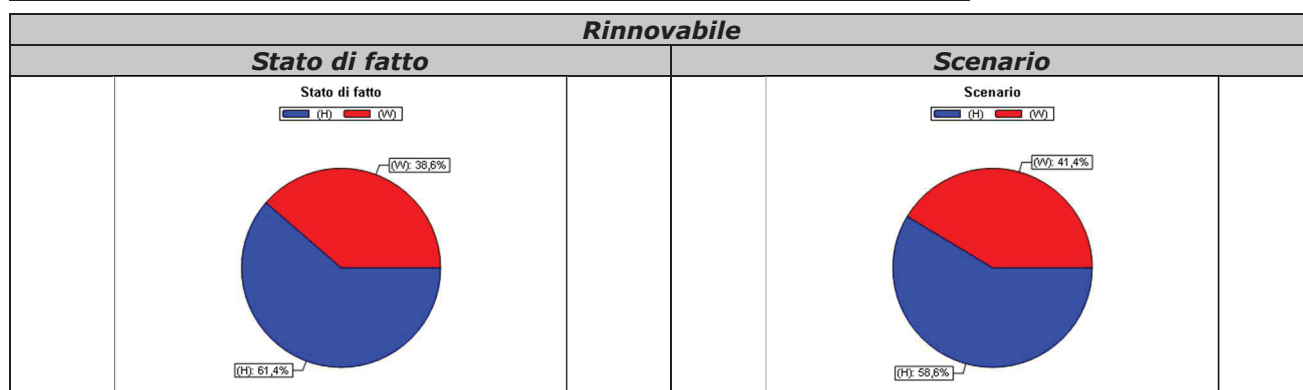 Rinnovabile
Stato di fatto
Scenario
Stato di fatto
(H) (W)
(W): 38,6%
(H): 61,4%
Scenario
(H) (W)
(W): 41,4%
(H): 58,6%